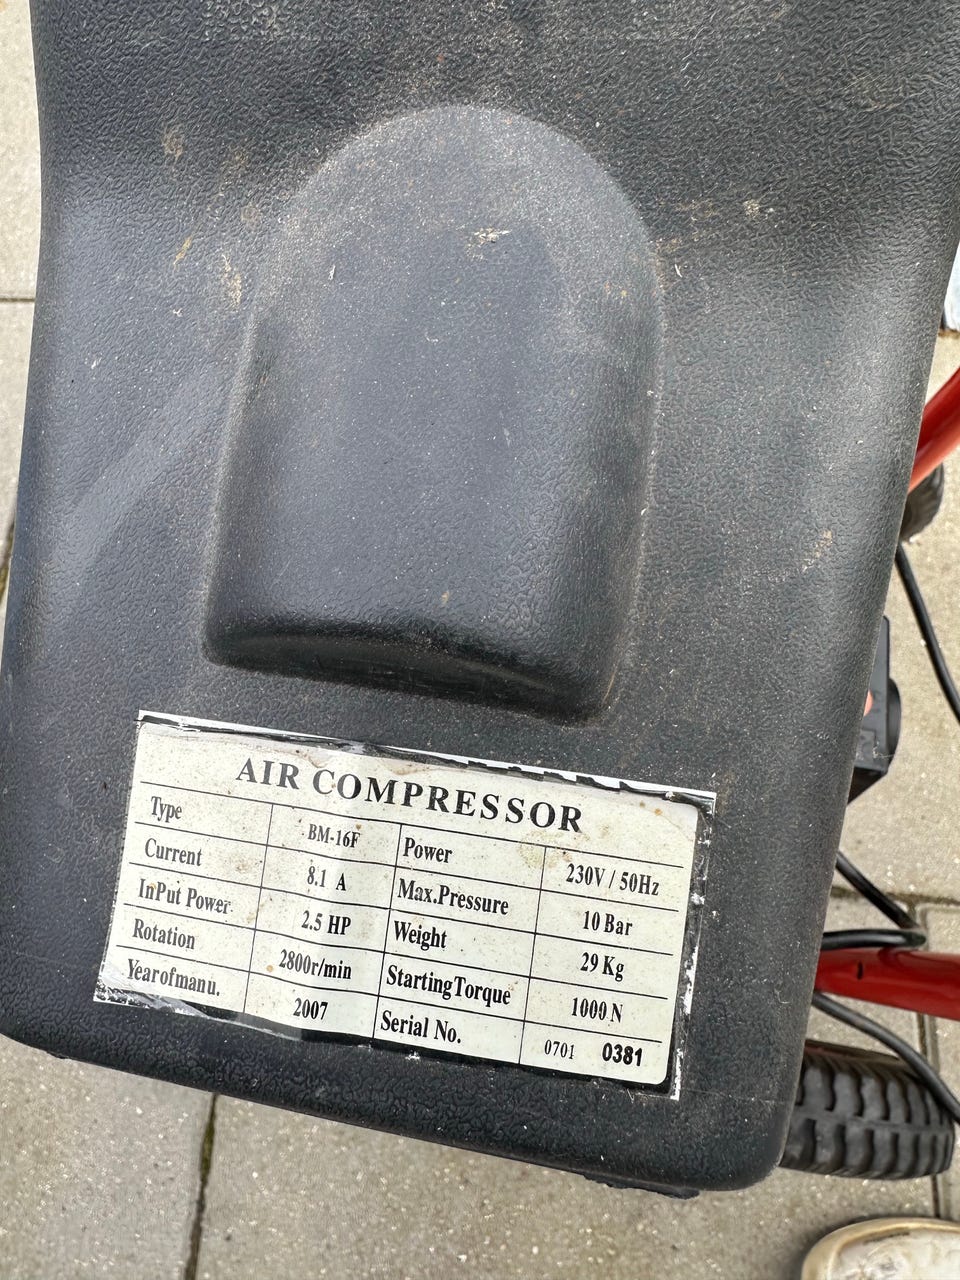 AIR COMPRESSOR
Type BM-16F Power 230V / 50Hz
Current 8.1 A Max.Pressure 10 Bar
InPut Power 2.5 HP Weight 29 Kg
Rotation 2800r/min StartingTorque 1000 N
Yearofmanu. 2007 Serial No. 0701 0381